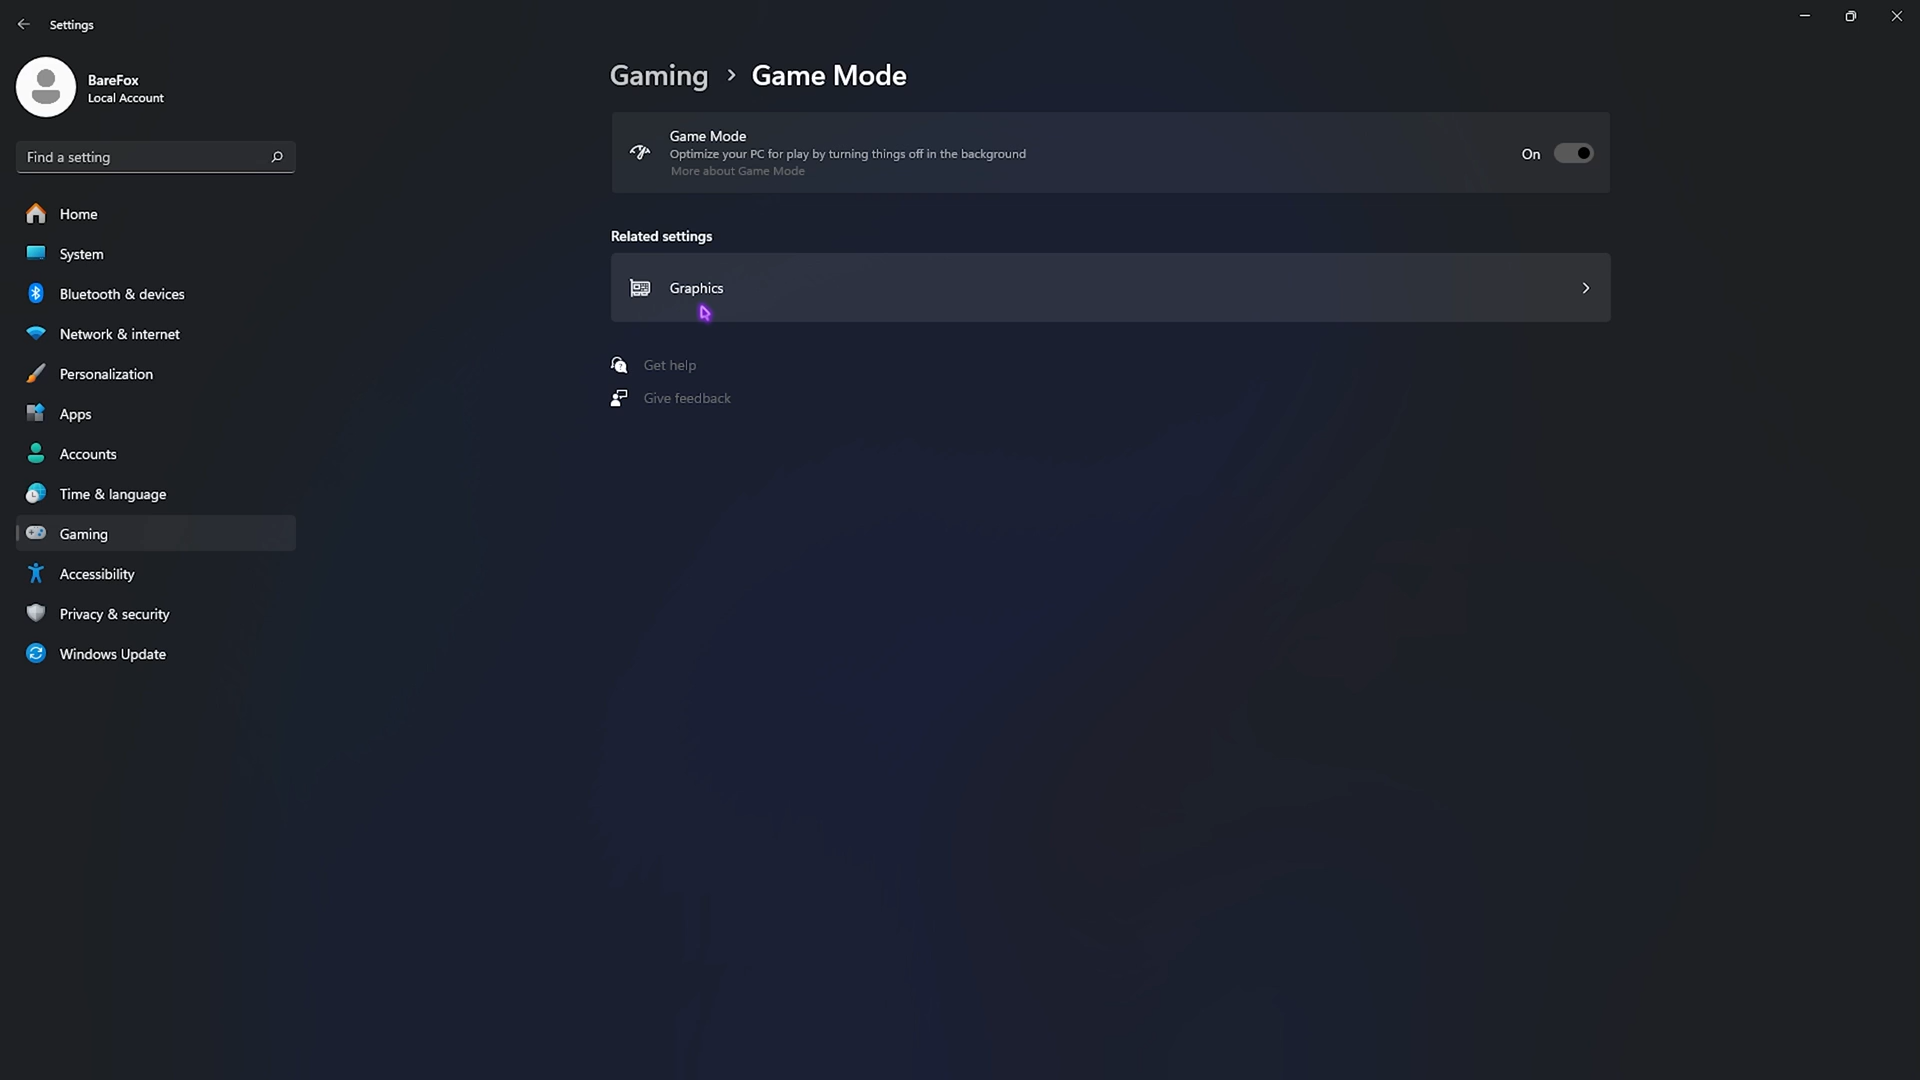 Settings
BareFox
Local Account
Find a setting
Home
System
Bluetooth & devices
Network & internet
Personalization
Apps
Accounts
Time & language
Gaming
Accessibility
Privacy & security
Windows Update
Gaming > Game Mode
Game Mode
Optimize your PC for play by turning things off in the background
More about Game Mode
On
Related settings
Graphics
Get help
Give feedback